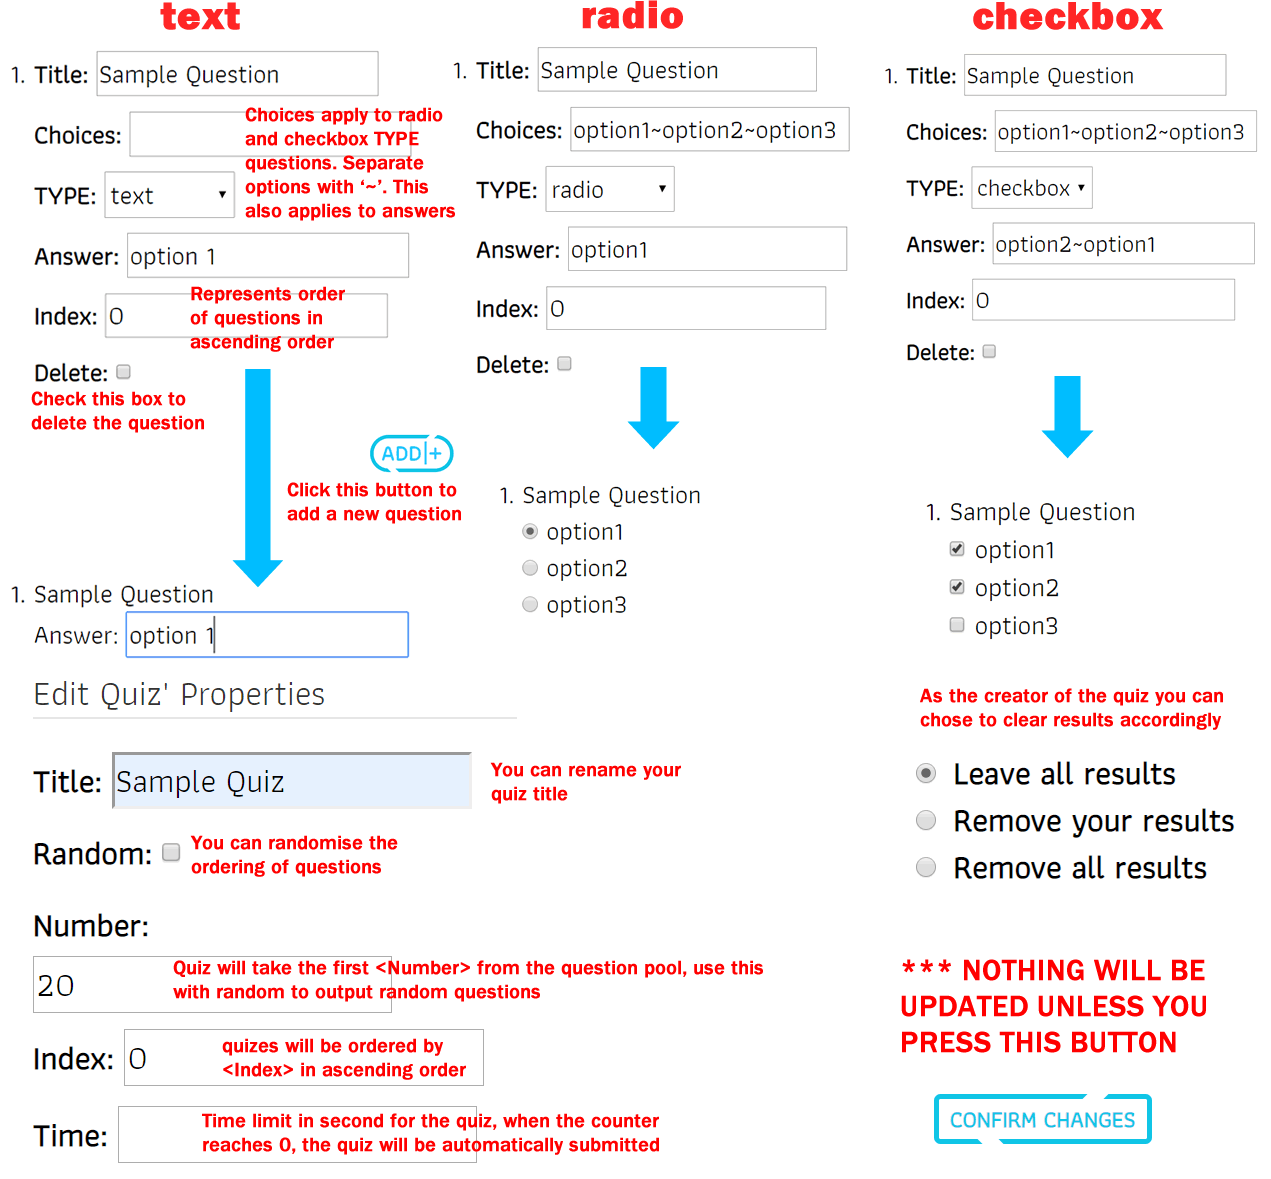 text
1. Title: Sample Question
Choices:
Choices apply to radio
and checkbox TYPE
questions. Separate
options with ‘~’. This
also applies to answers
TYPE: text
Answer: option 1
Index: 0
Represents order
of questions in
ascending order
Delete:
Check this box to
delete the question
ADD|+
Click this button to
add a new question
1. Sample Question
Answer: option 1
radio
1. Title: Sample Question
Choices: option1~option2~option3
TYPE: radio
Answer: option1
Index: 0
Delete:
1. Sample Question
option1
option2
option3
checkbox
1. Title: Sample Question
Choices: option1~option2~option3
TYPE: checkbox
Answer: option2~option1
Index: 0
Delete:
1. Sample Question
option1
option2
option3
Edit Quiz' Properties
Title: Sample Quiz
You can rename your
quiz title
Random:
You can randomise the
ordering of questions
Number:
20
Quiz will take the first <Number> from the question pool, use this
with random to output random questions
Index: 0
quizes will be ordered by
<Index> in ascending order
Time:
Time limit in second for the quiz, when the counter
reaches 0, the quiz will be automatically submitted
As the creator of the quiz you can
chose to clear results accordingly
Leave all results
Remove your results
Remove all results
*** NOTHING WILL BE
UPDATED UNLESS YOU
PRESS THIS BUTTON
CONFIRM CHANGES